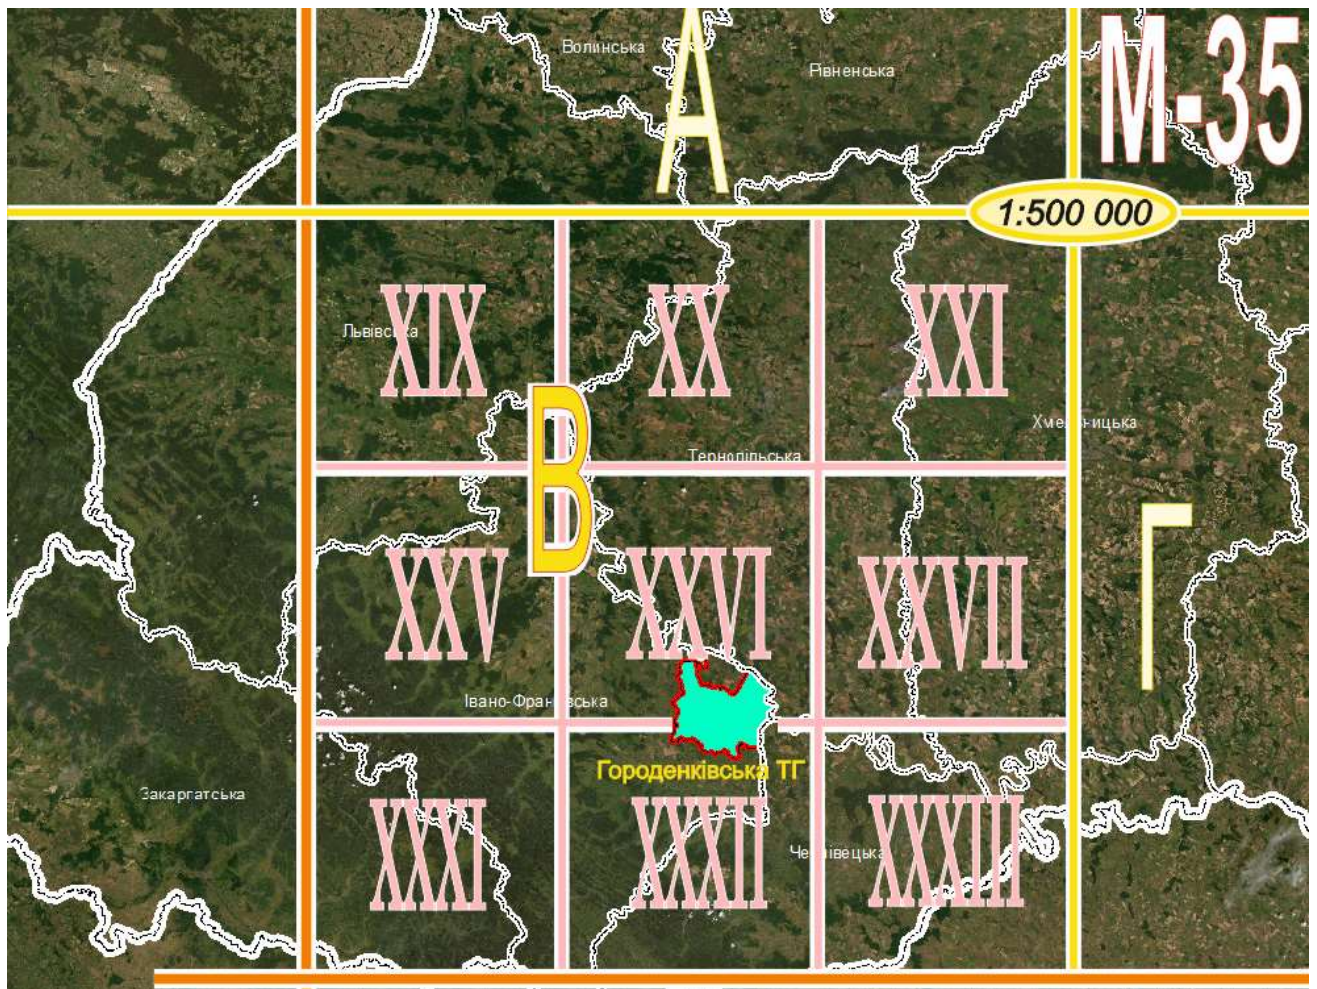 Волинська
Рівненська
А
М-35
1:500 000
XIX
XX
XXI
Львівська
Хмельницька
Тернопільська
В
Г
XXV
XXVI
XXVII
Івано-Франківська
Городенківська ТГ
Закарпатська
XXXI
XXXII
XXXIII
Чернівецька